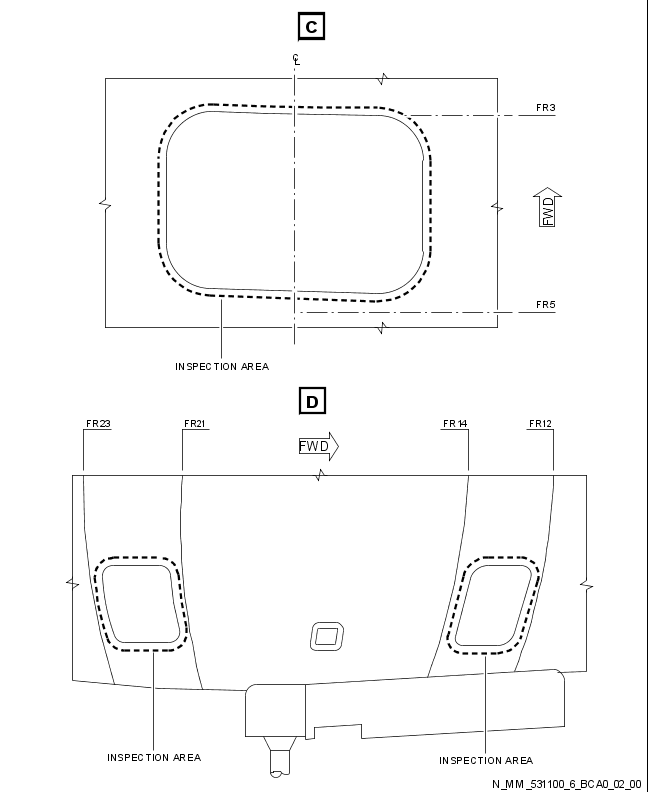 C
℄
FR3
FWD
FR5
INSPECTION AREA
D
FR23
FR21
FWD
FR14
FR12
INSPECTION AREA
INSPECTION AREA
N_MM_531100_6_BCA0_02_00